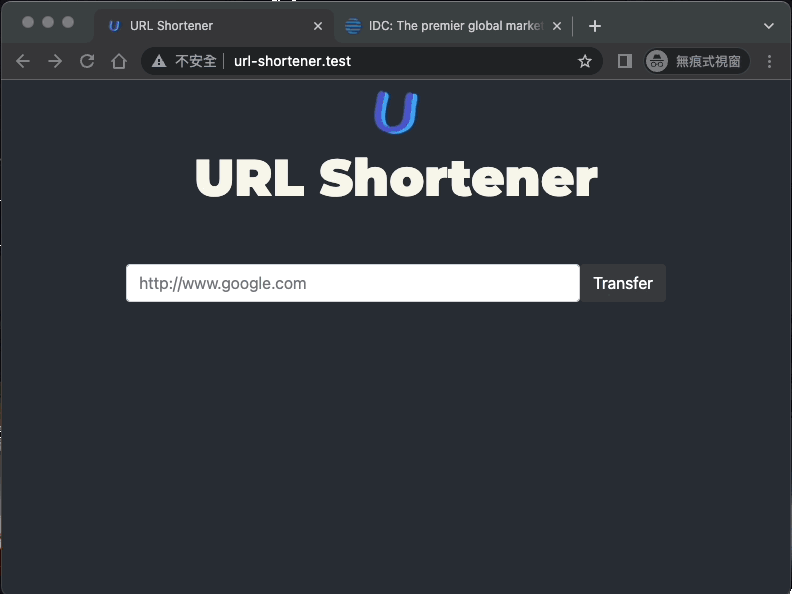 URL Shortener
IDC: The premier global market
不安全
url-shortener.test
無痕式視窗
U
URL Shortener
http://www.google.com
Transfer